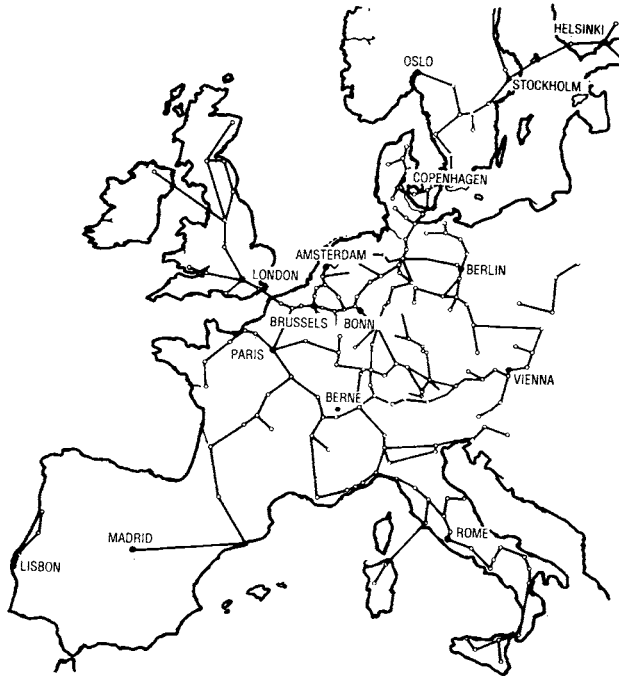 HELSINKI
OSLO
STOCKHOLM
COPENHAGEN
AMSTERDAM
BERLIN
LONDON
BRUSSELS
BONN
PARIS
VIENNA
BERNE
MADRID
ROME
LISBON